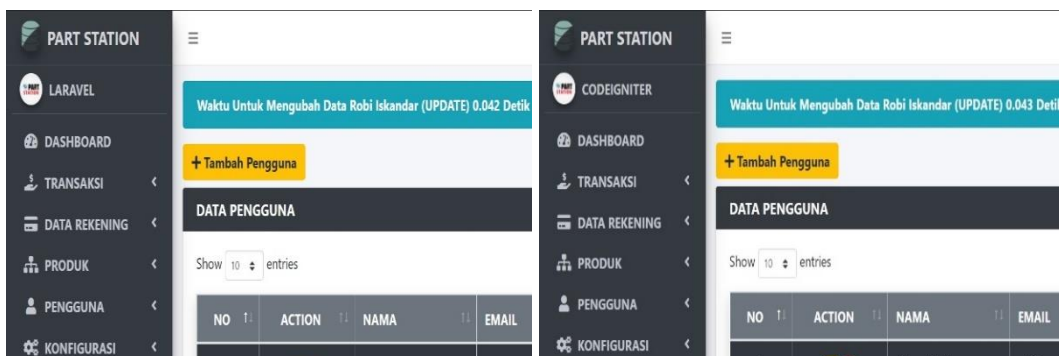 PART STATION
LARAVEL
DASHBOARD
TRANSAKSI
DATA REKENING
PRODUK
PENGGUNA
KONFIGURASI
Waktu Untuk Mengubah Data Robi Iskandar (UPDATE) 0.042 Detik
+ Tambah Pengguna
DATA PENGGUNA
Show 10 entries
NO ACTION NAMA EMAIL
PART STATION
CODEIGNITER
DASHBOARD
TRANSAKSI
DATA REKENING
PRODUK
PENGGUNA
KONFIGURASI
Waktu Untuk Mengubah Data Robi Iskandar (UPDATE) 0.043 Detik
+ Tambah Pengguna
DATA PENGGUNA
Show 10 entries
NO ACTION NAMA EMAIL